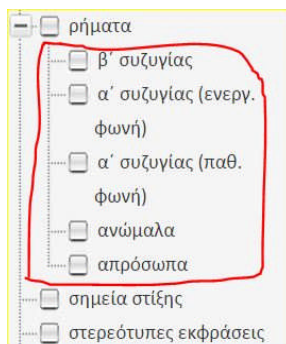 ρήματα
β΄ συζυγίας
α΄ συζυγίας (ενεργ.
φωνή)
α΄ συζυγίας (παθ.
φωνή)
ανώμαλα
απρόσωπα
σημεία στίξης
στερεότυπες εκφράσεις